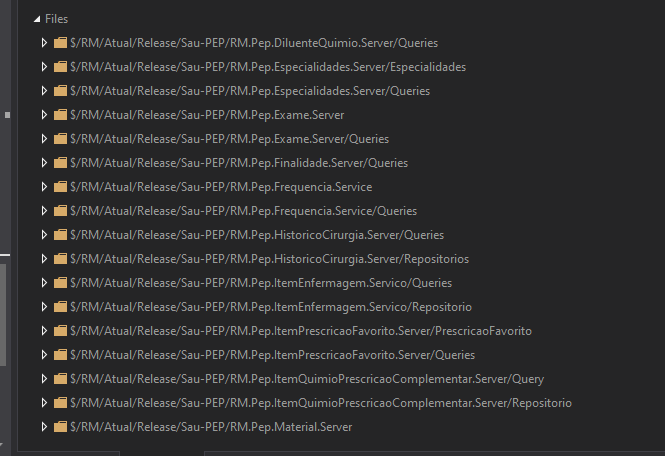 Files
$/RM/Atual/Release/Sau-PEP/RM.Pep.DiluenteQuimio.Server/Queries
$/RM/Atual/Release/Sau-PEP/RM.Pep.Especialidades.Server/Especialidades
$/RM/Atual/Release/Sau-PEP/RM.Pep.Especialidades.Server/Queries
$/RM/Atual/Release/Sau-PEP/RM.Pep.Exame.Server
$/RM/Atual/Release/Sau-PEP/RM.Pep.Exame.Server/Queries
$/RM/Atual/Release/Sau-PEP/RM.Pep.Finalidade.Server/Queries
$/RM/Atual/Release/Sau-PEP/RM.Pep.Frequencia.Service
$/RM/Atual/Release/Sau-PEP/RM.Pep.Frequencia.Service/Queries
$/RM/Atual/Release/Sau-PEP/RM.Pep.HistoricoCirurgia.Server/Queries
$/RM/Atual/Release/Sau-PEP/RM.Pep.HistoricoCirurgia.Server/Repositorios
$/RM/Atual/Release/Sau-PEP/RM.Pep.ItemEnfermagem.Servico/Queries
$/RM/Atual/Release/Sau-PEP/RM.Pep.ItemEnfermagem.Servico/Repositorio
$/RM/Atual/Release/Sau-PEP/RM.Pep.ItemPrescricaoFavorito.Server/PrescricaoFavorito
$/RM/Atual/Release/Sau-PEP/RM.Pep.ItemPrescricaoFavorito.Server/Queries
$/RM/Atual/Release/Sau-PEP/RM.Pep.ItemQuimioPrescricaoComplementar.Server/Query
$/RM/Atual/Release/Sau-PEP/RM.Pep.ItemQuimioPrescricaoComplementar.Server/Repositorio
$/RM/Atual/Release/Sau-PEP/RM.Pep.Material.Server